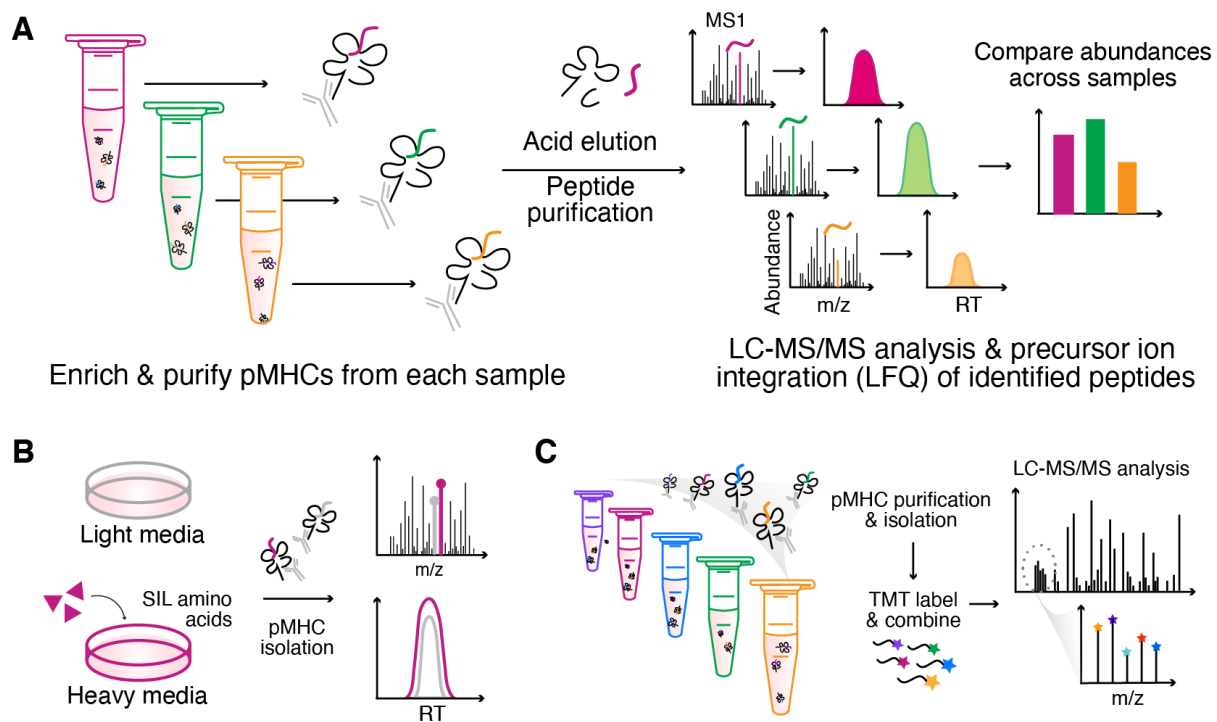 A
MS1
Compare abundances
across samples
Acid elution
Peptide
purification
Abundance
m/z
RT
Enrich & purify pMHCs from each sample
LC-MS/MS analysis & precursor ion
integration (LFQ) of identified peptides
B
Light media
SIL amino
acids
Heavy media
pMHC
isolation
m/z
RT
C
pMHC purification
& isolation
TMT label
& combine
LC-MS/MS analysis
m/z